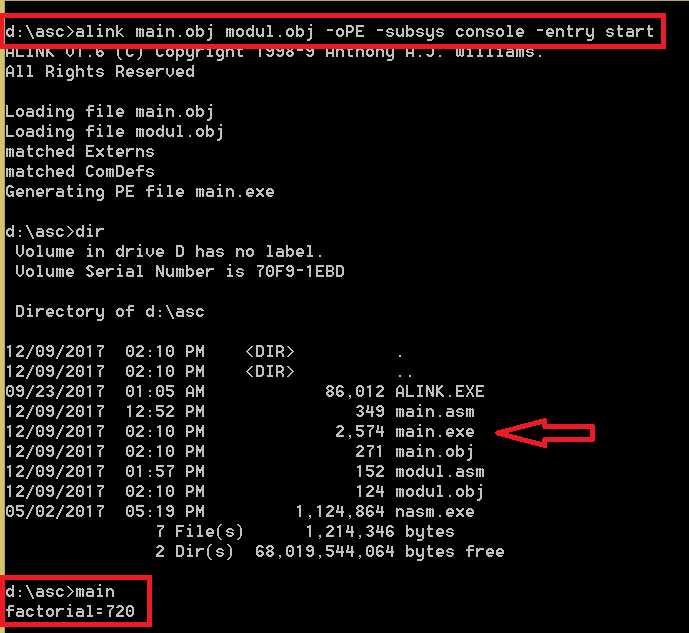 d:\asc>alink main.obj modul.obj -oPE -subsys console -entry start
ALINK v1.6 (C) Copyright 1998-9 Anthony A.J. Williams.
All Rights Reserved
Loading file main.obj
Loading file modul.obj
matched Externs
matched ComDefs
Generating PE file main.exe
d:\asc>dir
 Volume in drive D has no label.
 Volume Serial Number is 70F9-1EBD
 Directory of d:\asc
12/09/2017  02:10 PM    <DIR>          .
12/09/2017  02:10 PM    <DIR>          ..
09/23/2017  01:05 AM            86,012 ALINK.EXE
12/09/2017  12:52 PM               349 main.asm
12/09/2017  02:10 PM             2,574 main.exe
12/09/2017  02:10 PM               271 main.obj
12/09/2017  01:57 PM               152 modul.asm
12/09/2017  02:10 PM               124 modul.obj
05/02/2017  05:19 PM         1,124,864 nasm.exe
               7 File(s)      1,214,346 bytes
               2 Dir(s)  68,019,544,064 bytes free
d:\asc>main
factorial=720